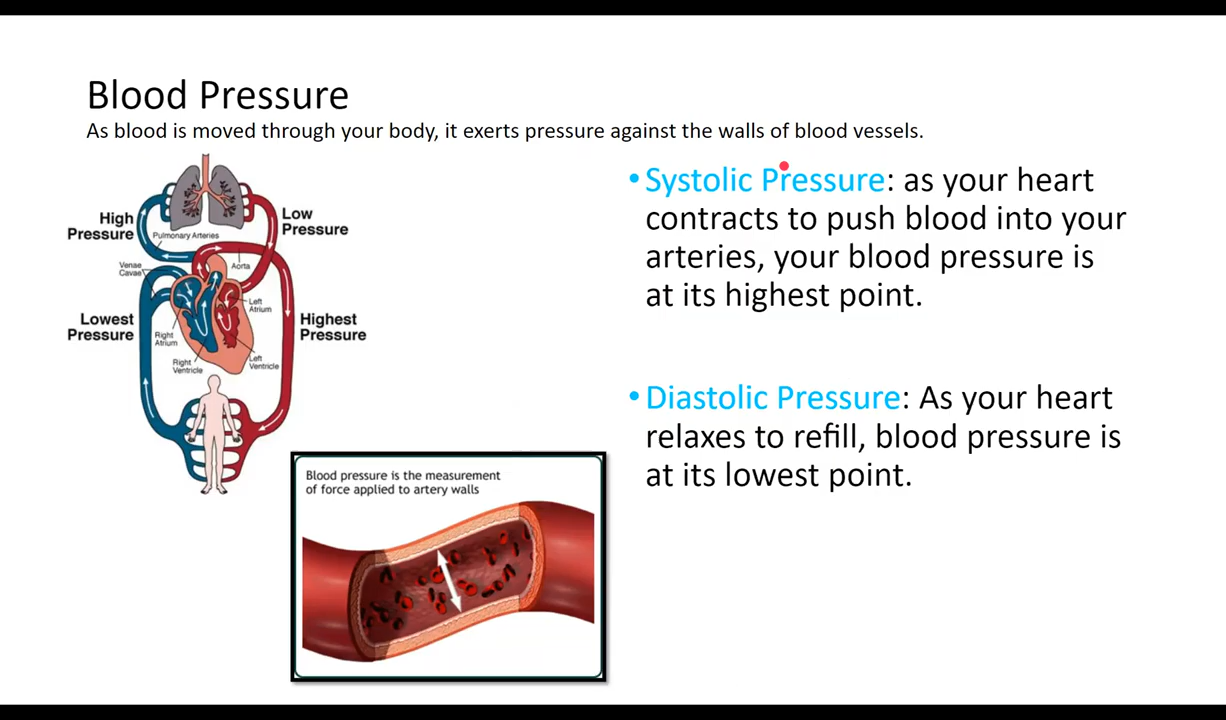 Blood Pressure
As blood is moved through your body, it exerts pressure against the walls of blood vessels.
High
Pressure
Low
Pressure
Pulmonary Arteries
Venae
Cavae
Aorta
Left
Atrium
Lowest
Pressure
Highest
Pressure
Right
Atrium
Right
Ventricle
Left
Ventricle
Blood pressure is the measurement
of force applied to artery walls
• Systolic Pressure: as your heart
contracts to push blood into your
arteries, your blood pressure is
at its highest point.
• Diastolic Pressure: As your heart
relaxes to refill, blood pressure is
at its lowest point.